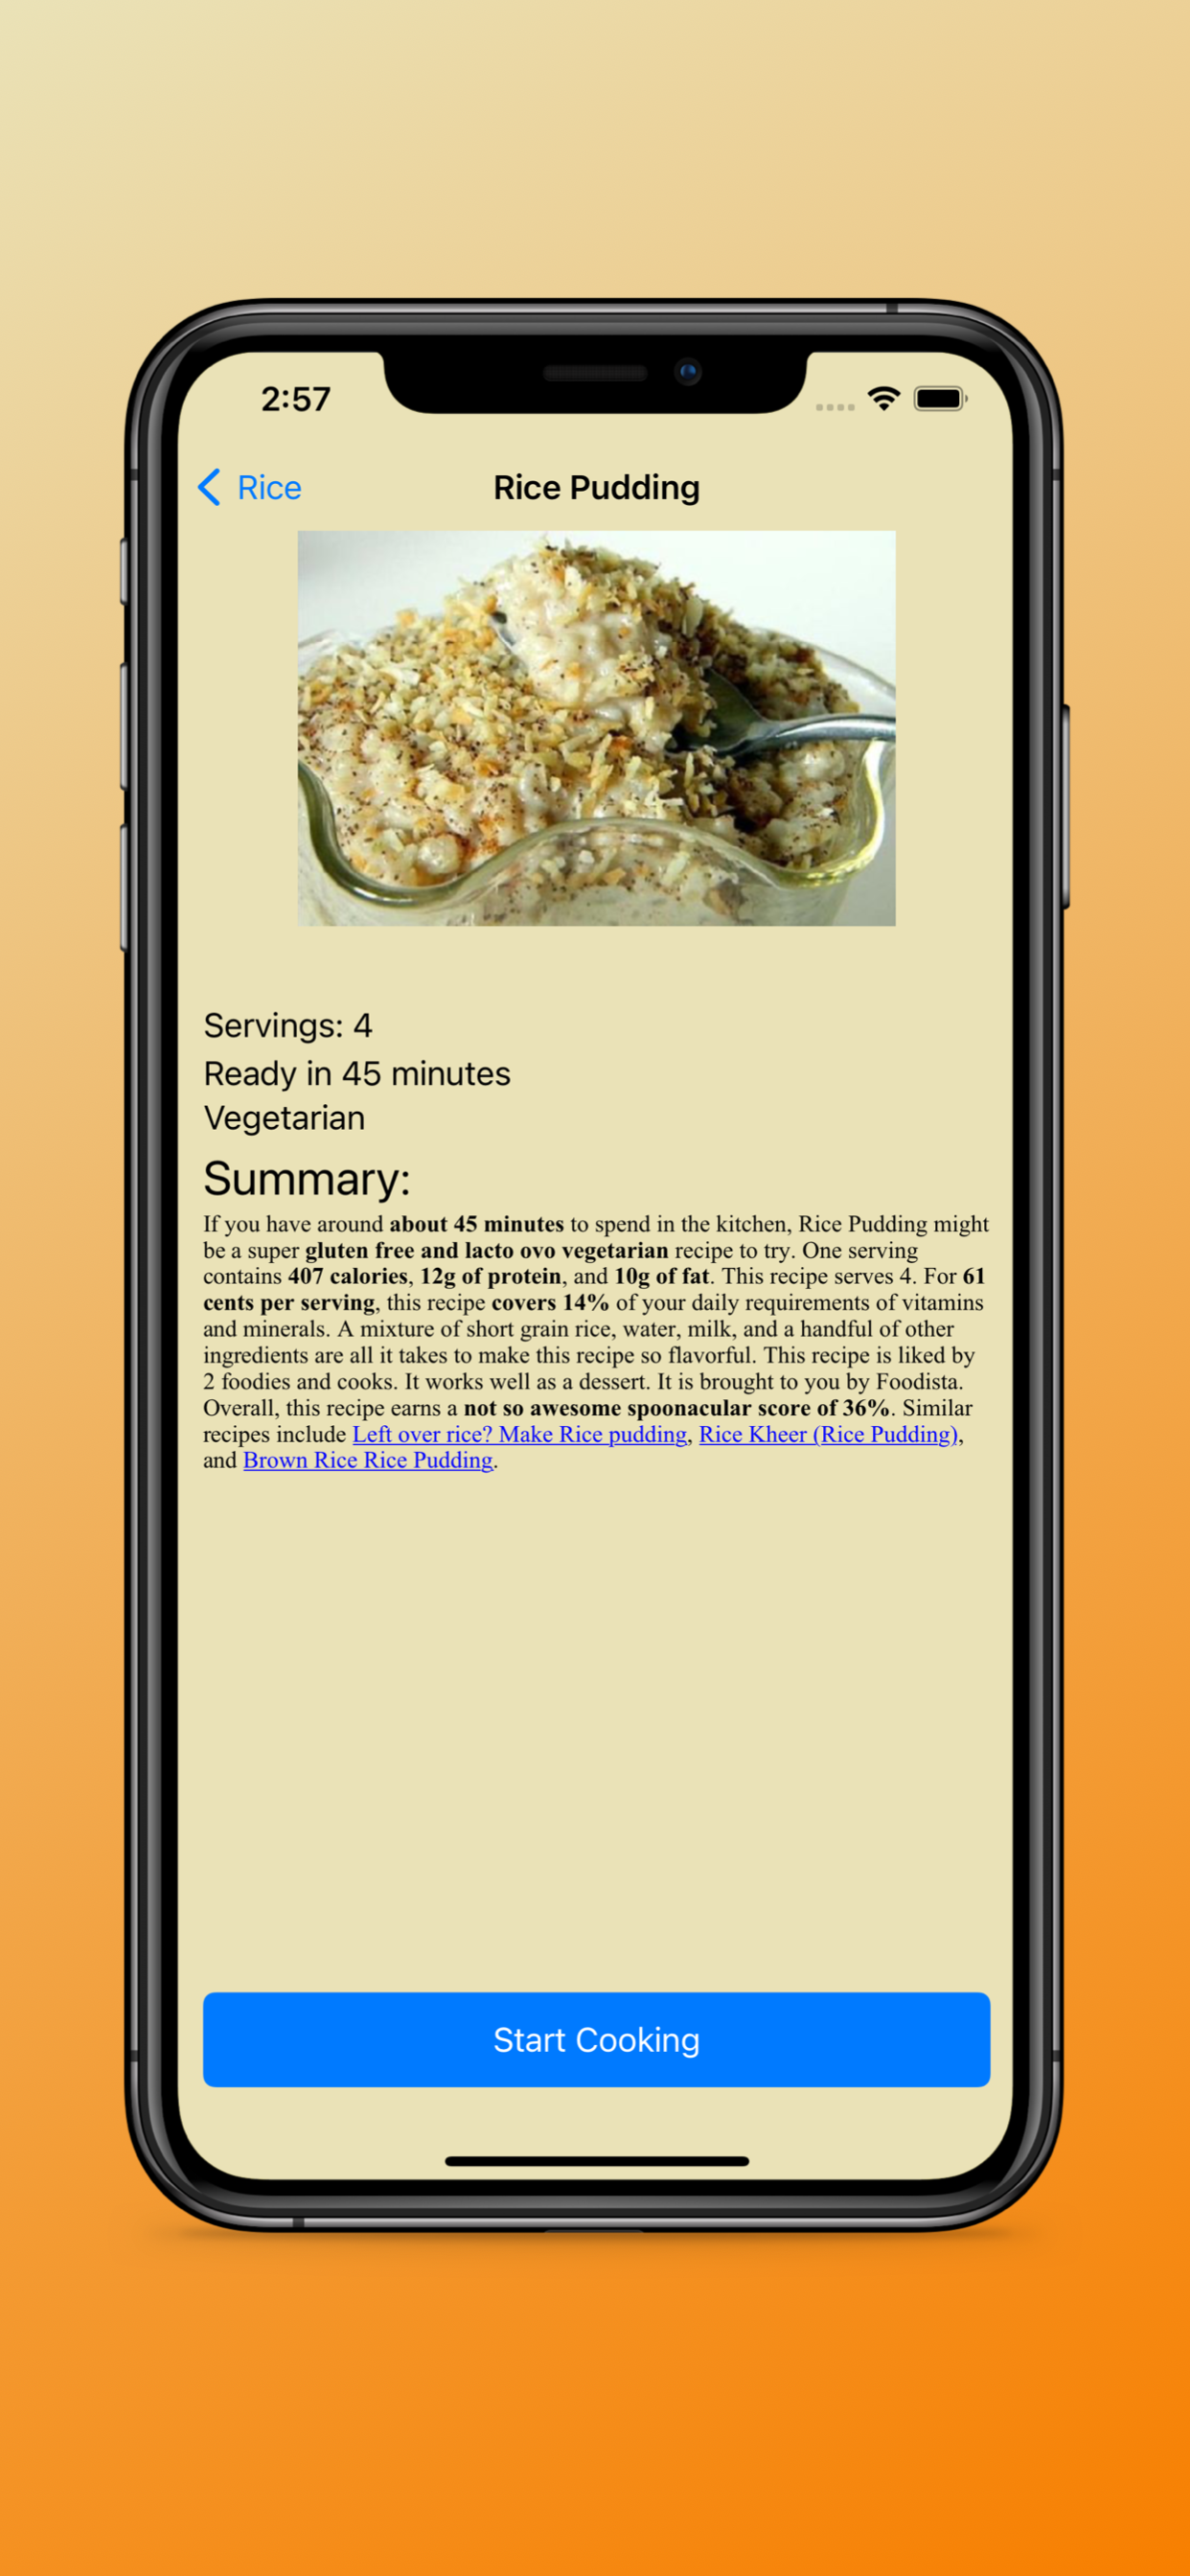 2:57
Rice
Rice Pudding
Servings: 4
Ready in 45 minutes
Vegetarian
Summary:
If you have around about 45 minutes to spend in the kitchen, Rice Pudding might
be a super gluten free and lacto ovo vegetarian recipe to try. One serving
contains 407 calories, 12g of protein, and 10g of fat. This recipe serves 4. For 61
cents per serving, this recipe covers 14% of your daily requirements of vitamins
and minerals. A mixture of short grain rice, water, milk, and a handful of other
ingredients are all it takes to make this recipe so flavorful. This recipe is liked by
2 foodies and cooks. It works well as a dessert. It is brought to you by Foodista.
Overall, this recipe earns a not so awesome spoonacular score of 36%. Similar
recipes include Left over rice? Make Rice pudding, Rice Kheer (Rice Pudding),
and Brown Rice Rice Pudding.
Start Cooking